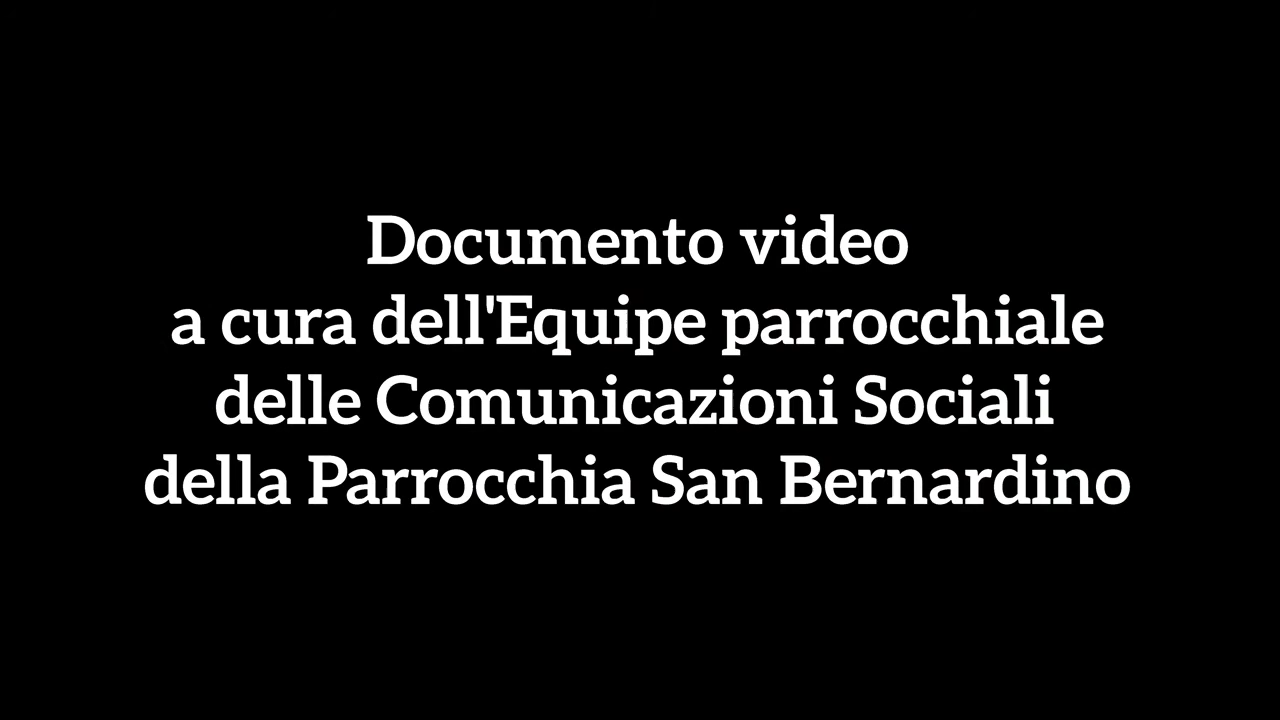 Documento video
a cura dell'Equipe parrocchiale
delle Comunicazioni Sociali
della Parrocchia San Bernardino